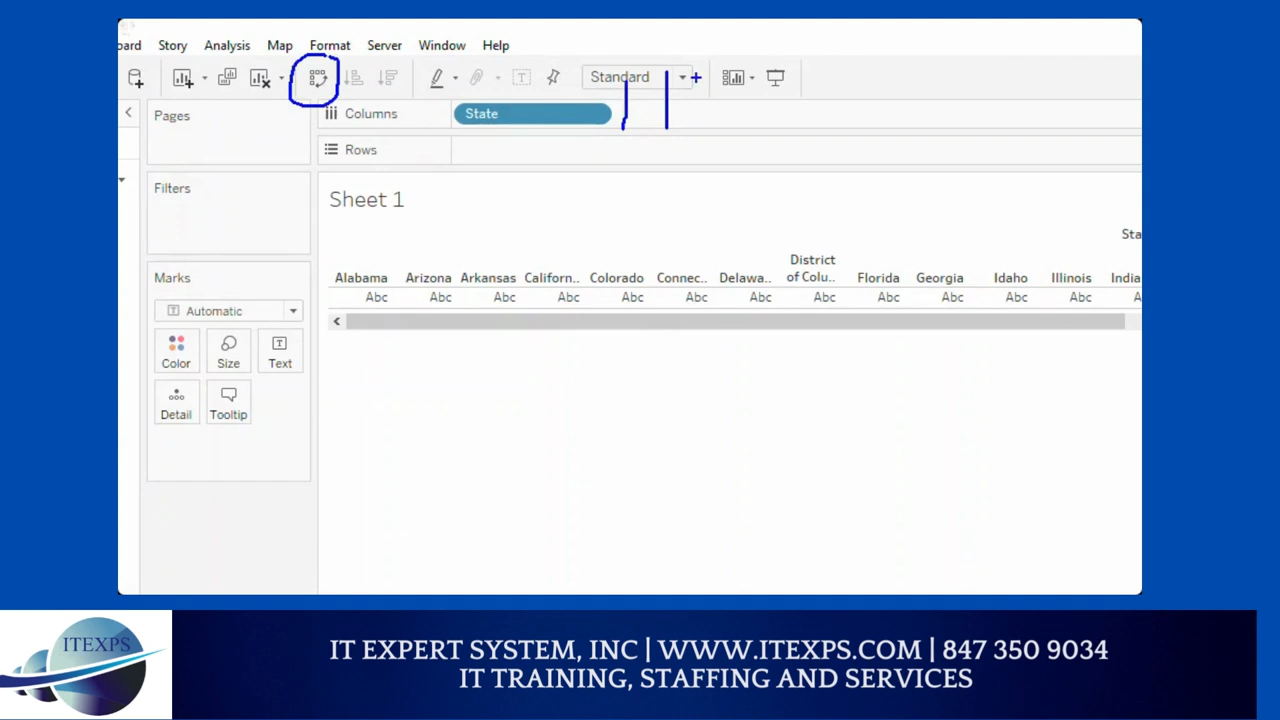 oard Story Analysis Map Format Server Window Help
Standard
Pages
Columns State
Rows
Filters
Sheet 1
Sta
Alabama Arizona Arkansas Californ.. Colorado Connec.. Delawa.. District of Colu.. Florida Georgia Idaho Illinois India
Abc Abc Abc Abc Abc Abc Abc Abc Abc Abc Abc Abc A
Marks
Automatic
Color Size Text
Detail Tooltip
ITEXPS
IT EXPERT SYSTEM, INC | WWW.ITEXPS.COM | 847 350 9034
IT TRAINING, STAFFING AND SERVICES